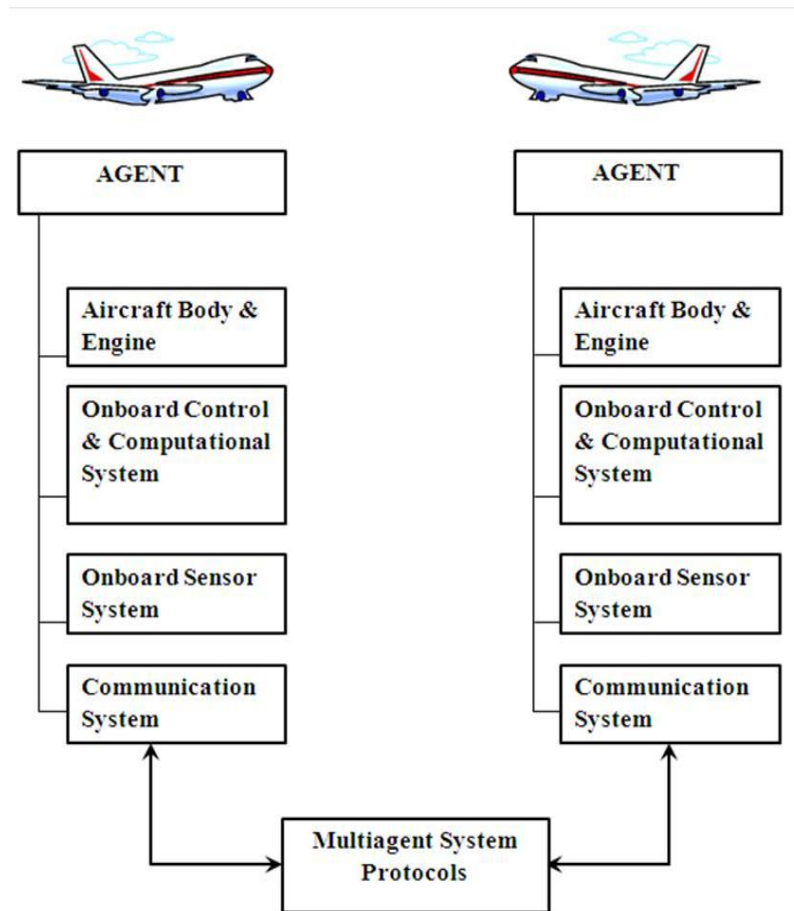 AGENT
Aircraft Body &
Engine
Onboard Control
& Computational
System
Onboard Sensor
System
Communication
System
AGENT
Aircraft Body &
Engine
Onboard Control
& Computational
System
Onboard Sensor
System
Communication
System
Multiagent System
Protocols